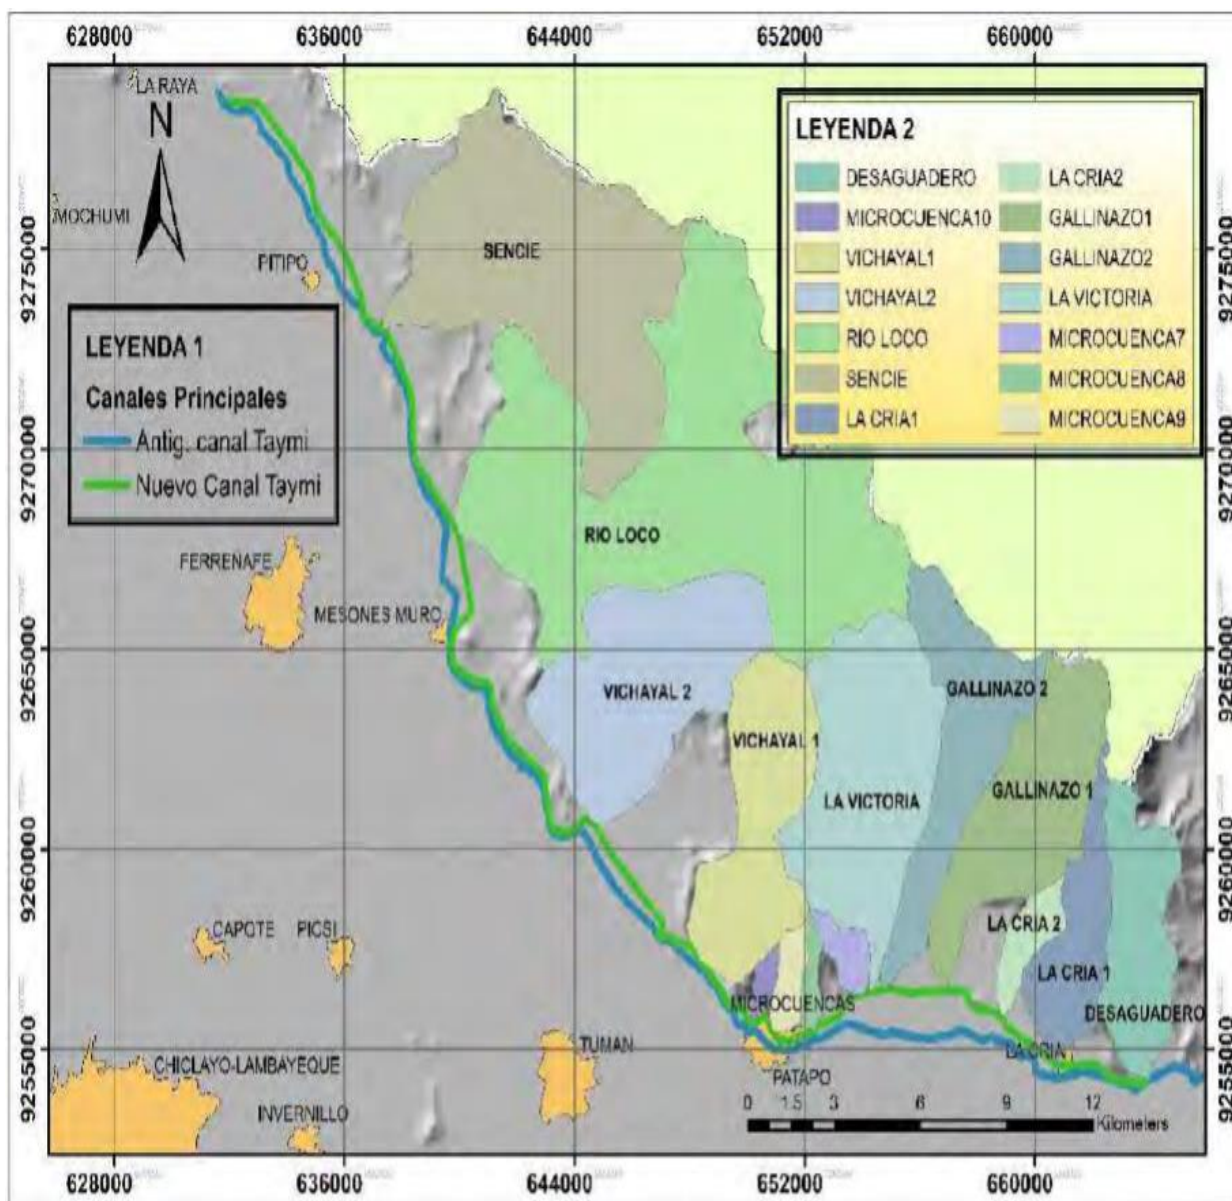 628000 636000 644000 652000 660000
LA RAYA
N
MOCHUMI
PITIPO
9275000
9275000
SENCIE
LEYENDA 2
DESAGUADERO
MICROCUENCA10
VICHAYAL1
VICHAYAL2
RIO LOCO
SENCIE
LA CRIA1
LA CRIA2
GALLINAZO1
GALLINAZO2
LA VICTORIA
MICROCUENCA7
MICROCUENCA8
MICROCUENCA9
LEYENDA 1
Canales Principales
Antig. canal Taymi
Nuevo Canal Taymi
9270000
9270000
RIO LOCO
FERRENAFE
MESONES MURO
9265000
9265000
VICHAYAL 2
GALLINAZO 2
VICHAYAL 1
GALLINAZO 1
LA VICTORIA
9260000
9260000
CAPOTE
PICSI
LA CRIA 2
LA CRIA 1
MICROCUENCAS
DESAGUADERO
9255000
9255000
CHICLAYO-LAMBAYEQUE
TUMAN
LA CRIA
PATAPO
INVERNILLO
0 1.5 3 6 9 12
Kilometers
628000 636000 644000 652000 660000